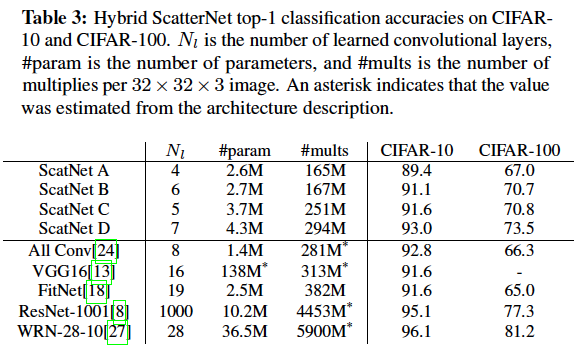 Table 3: Hybrid ScatterNet top-1 classification accuracies on CIFAR-
10 and CIFAR-100. Nl is the number of learned convolutional layers,
#param is the number of parameters, and #mults is the number of
multiplies per 32 × 32 × 3 image. An asterisk indicates that the value
was estimated from the architecture description.
Nl #param #mults CIFAR-10 CIFAR-100
ScatNet A 4 2.6M 165M 89.4 67.0
ScatNet B 6 2.7M 167M 91.1 70.7
ScatNet C 5 3.7M 251M 91.6 70.8
ScatNet D 7 4.3M 294M 93.0 73.5
All Conv[24] 8 1.4M 281M* 92.8 66.3
VGG16[13] 16 138M* 313M* 91.6 -
FitNet[18] 19 2.5M 382M 91.6 65.0
ResNet-1001[8] 1000 10.2M 4453M* 95.1 77.3
WRN-28-10[27] 28 36.5M 5900M* 96.1 81.2